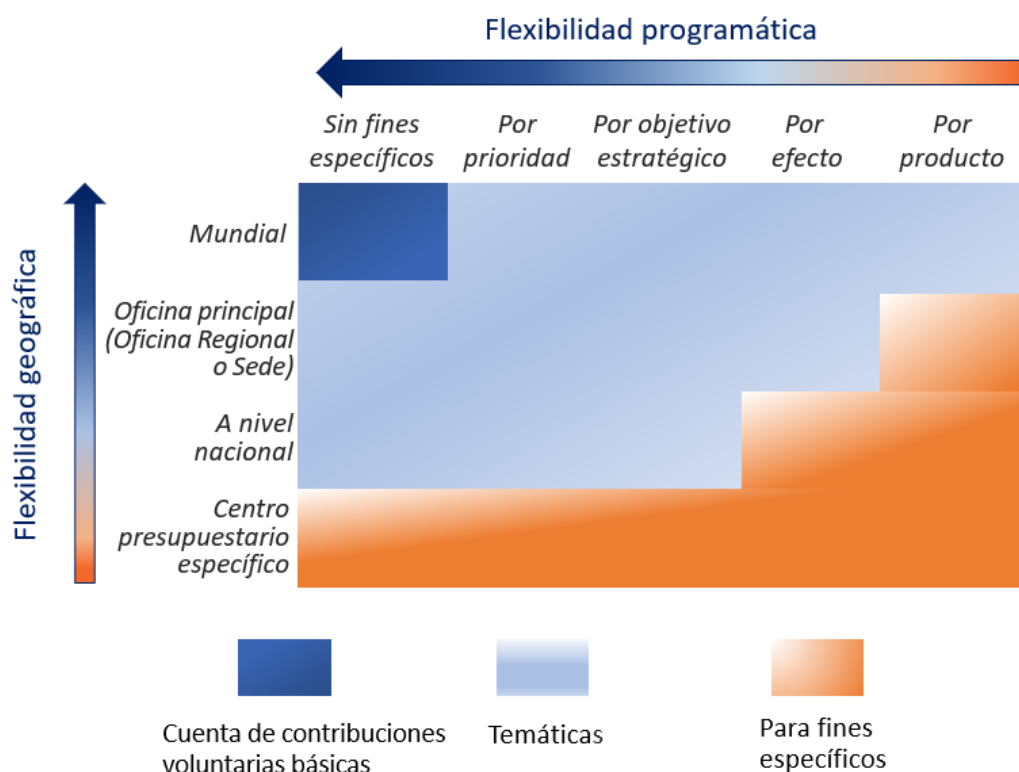 Flexibilidad programática
Sin fines
específicos
Por
prioridad
Por objetivo
estratégico
Por
efecto
Por
producto
Flexibilidad geográfica
Mundial
Oficina principal
(Oficina Regional
o Sede)
A nivel
nacional
Centro
presupuestario
específico
Cuenta de contribuciones
voluntarias básicas
Temáticas
Para fines
específicos